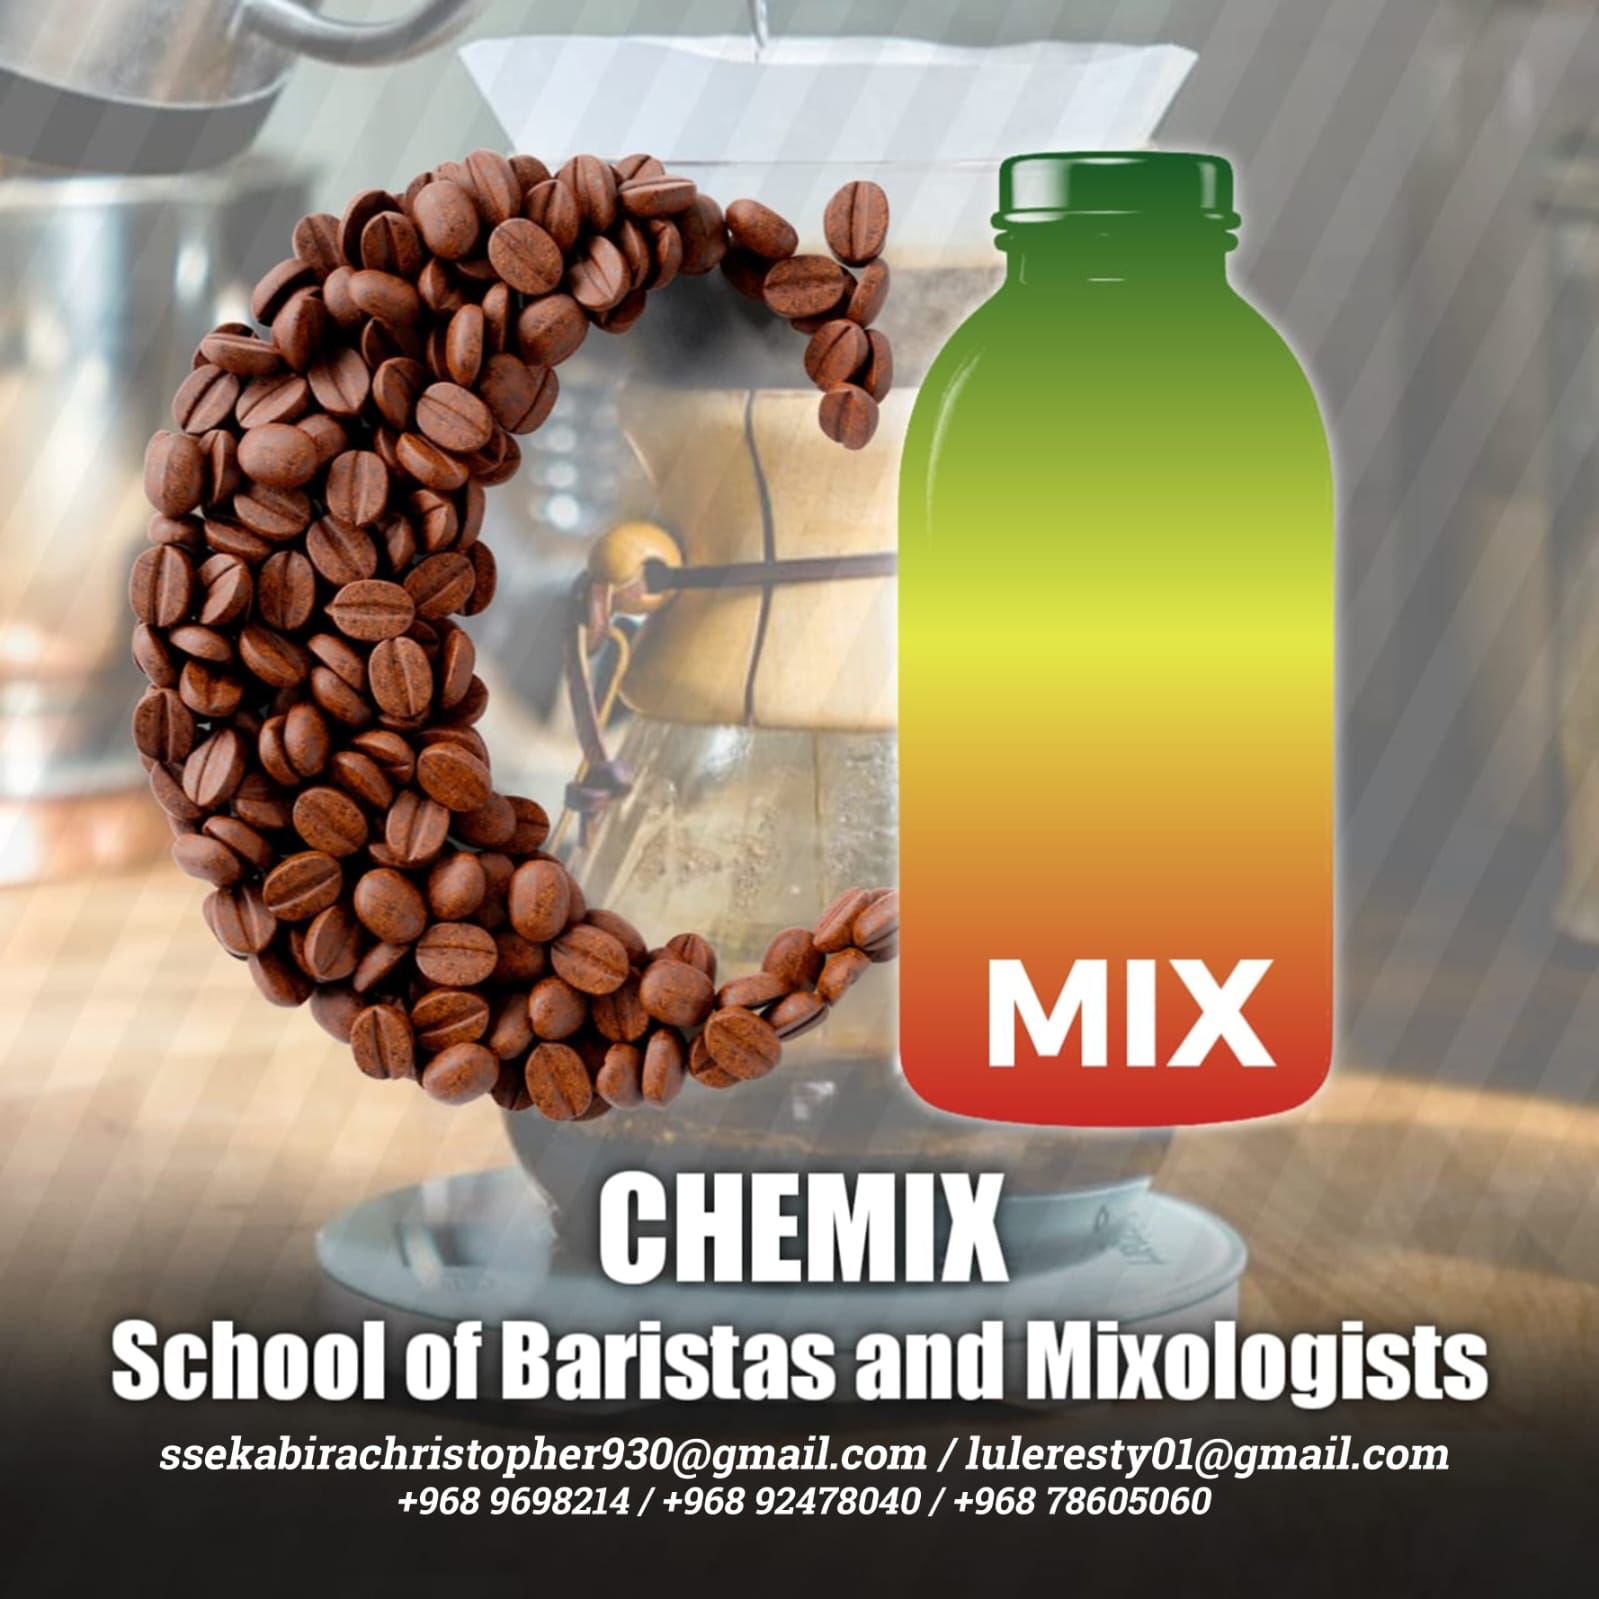 MIX
CHEMIX
School of Baristas and Mixologists
ssekabirachristopher930@gmail.com / luleresty01@gmail.com
+968 9698214 / +968 92478040 / +968 78605060